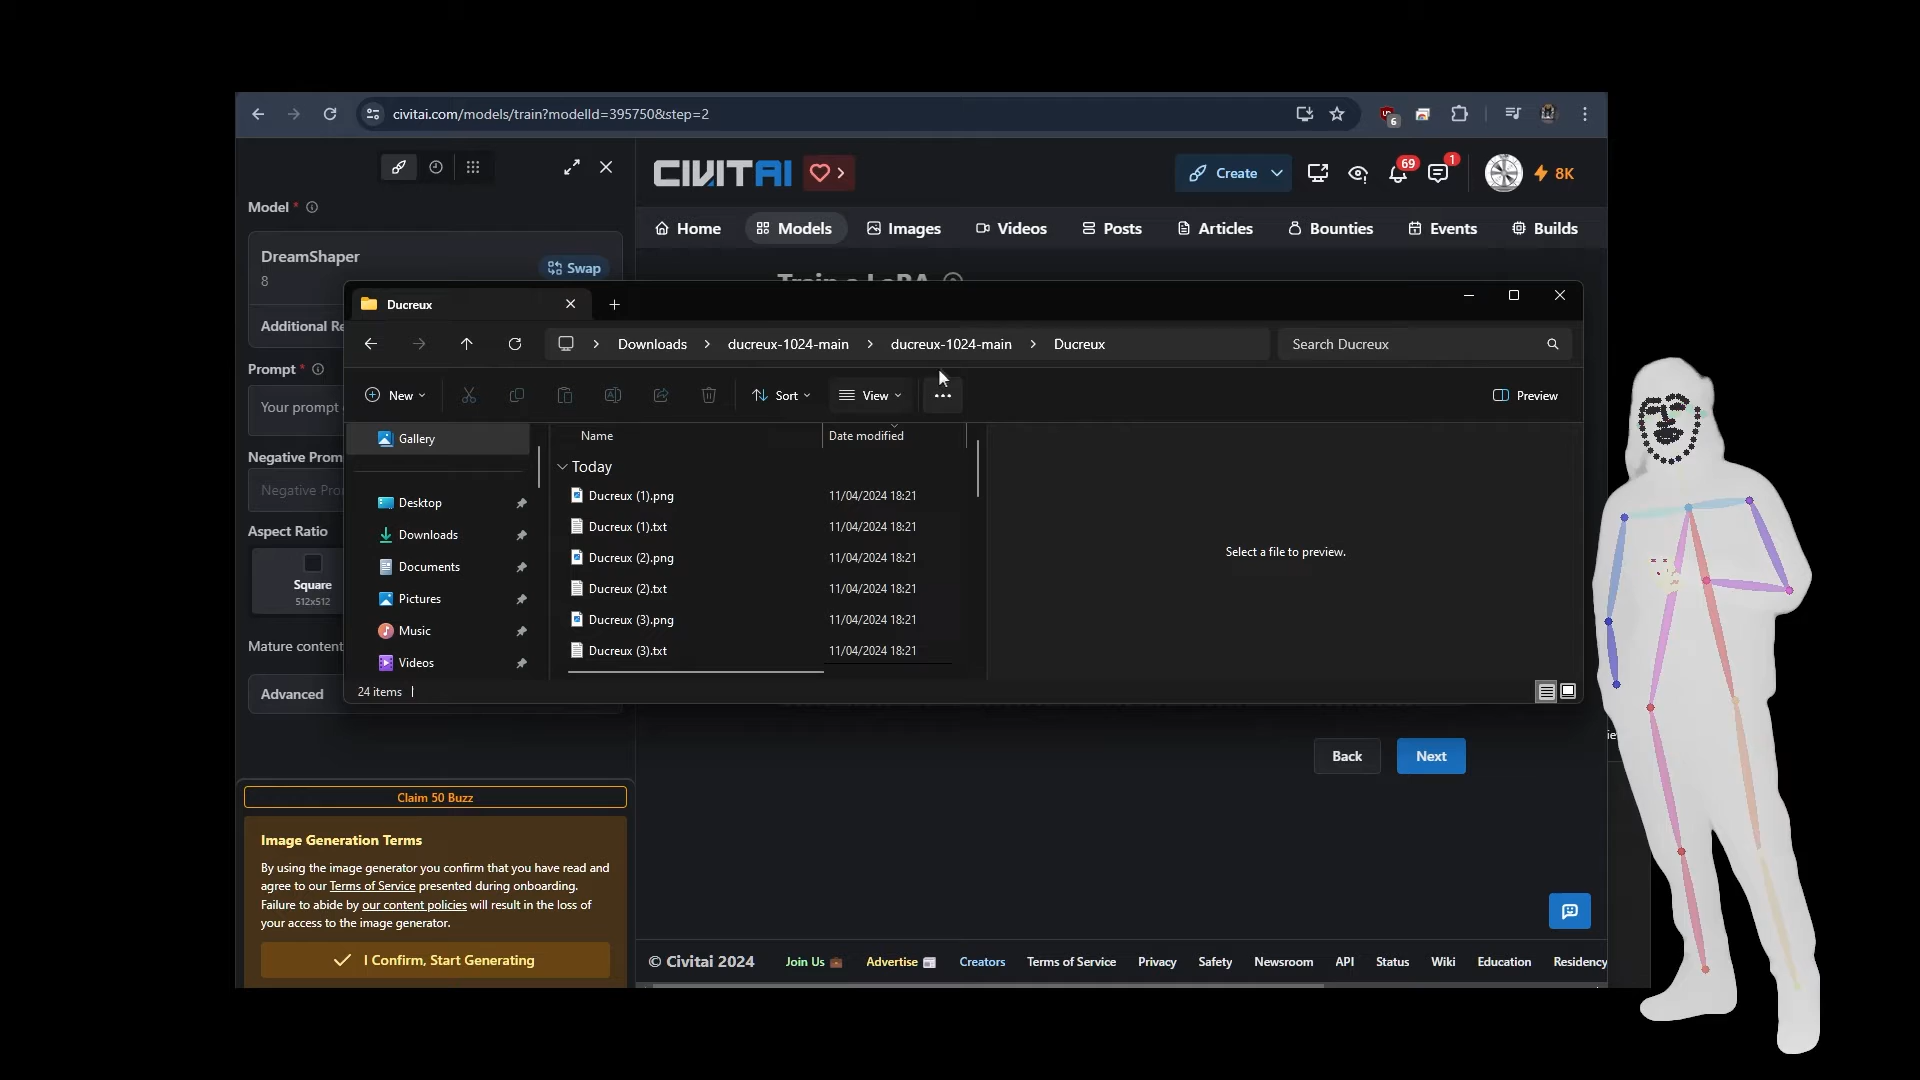 civitai.com/models/train?modelId=395750&step=2
6
CIVITAI
Create
69
1
8K
Model *
Home
Models
Images
Videos
Posts
Articles
Bounties
Events
Builds
DreamShaper
8
Swap
Train a LoRA
Additional Re
Prompt *
Your prompt
Negative Prom
Negative Pro
Aspect Ratio
Square
512x512
Mature content
Advanced
Ducreux
Downloads
ducreux-1024-main
ducreux-1024-main
Ducreux
Search Ducreux
New
Sort
View
Preview
Gallery
Desktop
Downloads
Documents
Pictures
Music
Videos
Name
Date modified
Today
Ducreux (1).png 11/04/2024 18:21
Ducreux (1).txt 11/04/2024 18:21
Ducreux (2).png 11/04/2024 18:21
Ducreux (2).txt 11/04/2024 18:21
Ducreux (3).png 11/04/2024 18:21
Ducreux (3).txt 11/04/2024 18:21
Select a file to preview.
24 items
Back
Next
Claim 50 Buzz
Image Generation Terms
By using the image generator you confirm that you have read and
agree to our Terms of Service presented during onboarding.
Failure to abide by our content policies will result in the loss of
your access to the image generator.
I Confirm, Start Generating
© Civitai 2024
Join Us
Advertise
Creators
Terms of Service
Privacy
Safety
Newsroom
API
Status
Wiki
Education
Residency